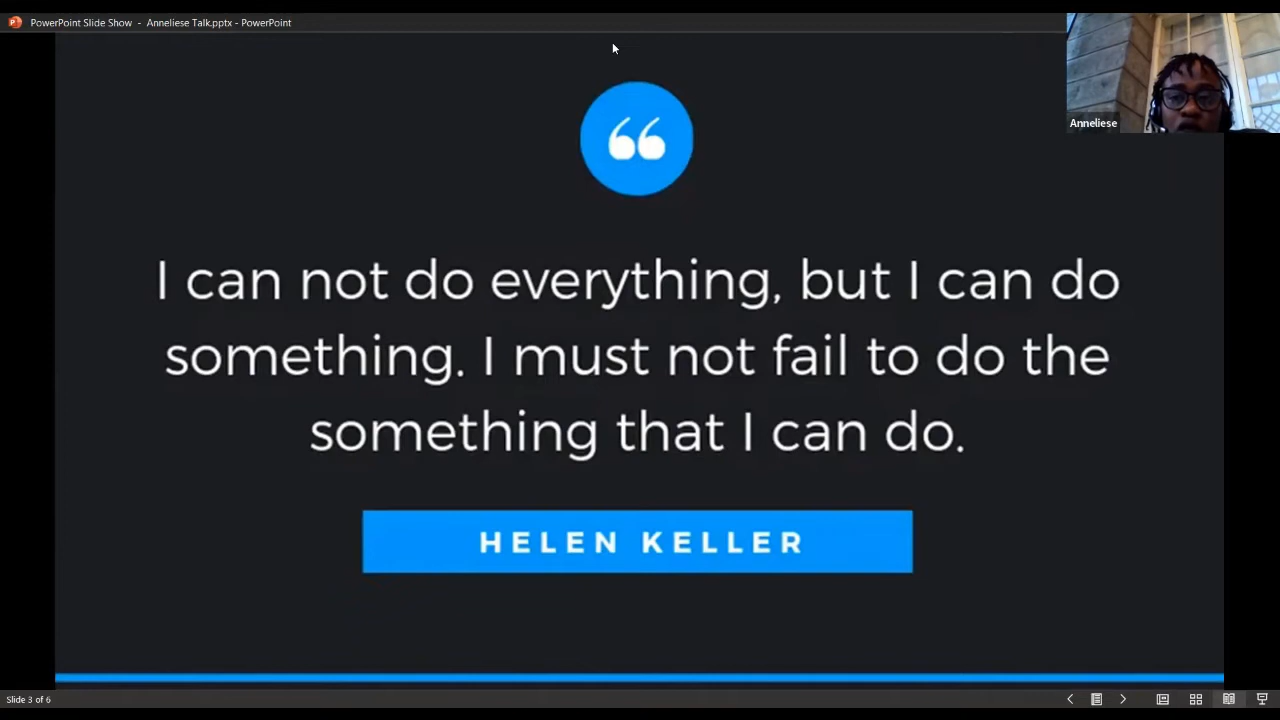 PowerPoint Slide Show - Anneliese Talk.pptx - PowerPoint
Anneliese
“
I can not do everything, but I can do
something. I must not fail to do the
something that I can do.
HELEN KELLER
Slide 3 of 6